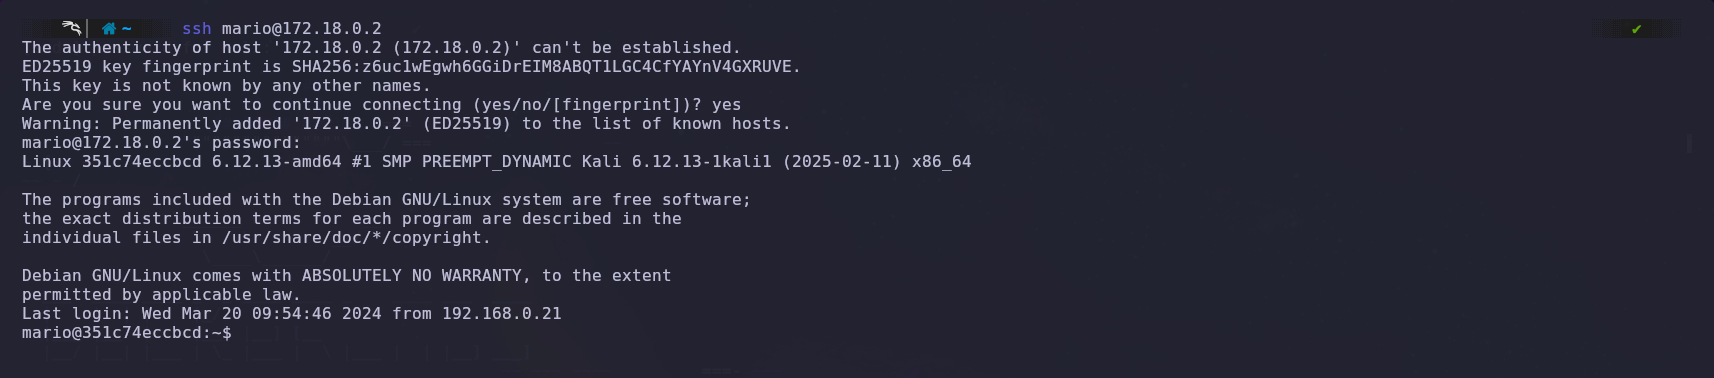 ~ ssh mario@172.18.0.2
The authenticity of host '172.18.0.2 (172.18.0.2)' can't be established.
ED25519 key fingerprint is SHA256:z6uc1wEgwh6GGiDrEIM8ABQT1LGC4CfYAYnV4GXRUVE.
This key is not known by any other names.
Are you sure you want to continue connecting (yes/no/[fingerprint])? yes
Warning: Permanently added '172.18.0.2' (ED25519) to the list of known hosts.
mario@172.18.0.2's password:
Linux 351c74eccbcd 6.12.13-amd64 #1 SMP PREEMPT_DYNAMIC Kali 6.12.13-1kali1 (2025-02-11) x86_64

The programs included with the Debian GNU/Linux system are free software;
the exact distribution terms for each program are described in the
individual files in /usr/share/doc/*/copyright.

Debian GNU/Linux comes with ABSOLUTELY NO WARRANTY, to the extent
permitted by applicable law.
Last login: Wed Mar 20 09:54:46 2024 from 192.168.0.21
mario@351c74eccbcd:~$